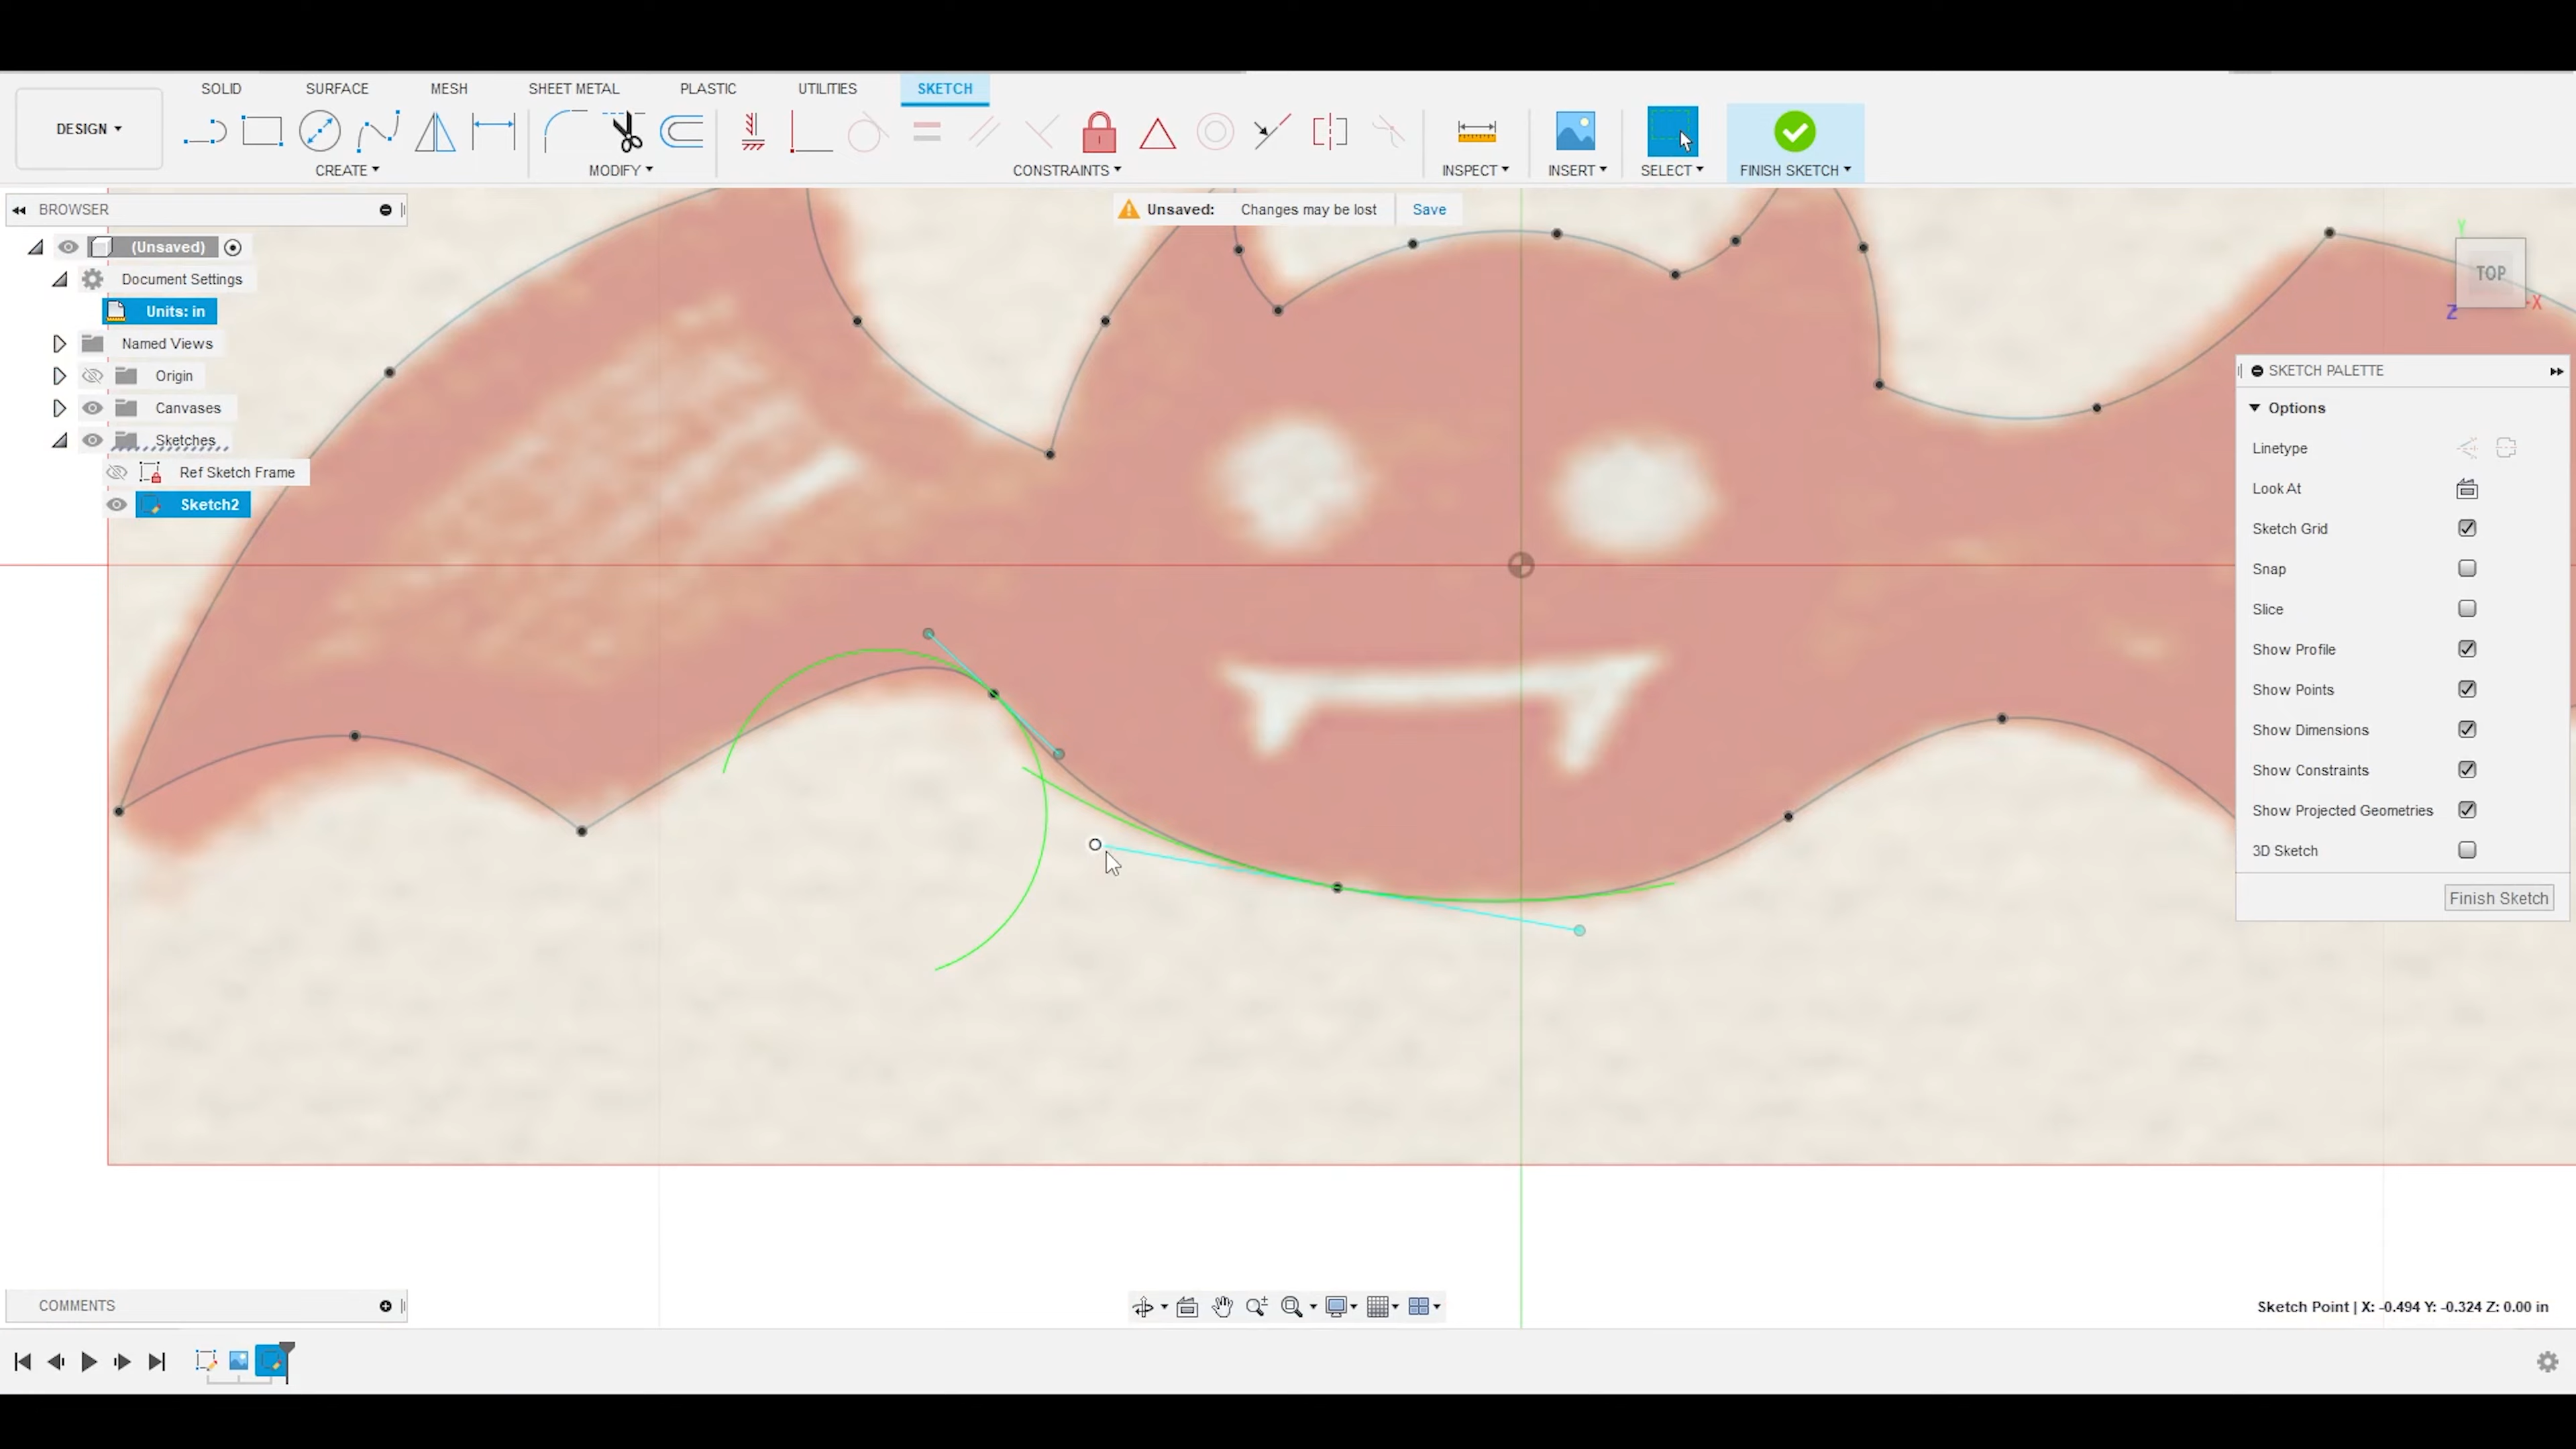 SOLID SURFACE MESH SHEET METAL PLASTIC UTILITIES SKETCH
DESIGN
CREATE MODIFY CONSTRAINTS INSPECT INSERT SELECT FINISH SKETCH
BROWSER
Unsaved: Changes may be lost Save
(Unsaved)
Document Settings
Units: in
Named Views
Origin
Canvases
Sketches
Ref Sketch Frame
Sketch2
Y
TOP
X
Z
SKETCH PALETTE
Options
Linetype
Look At
Sketch Grid
Snap
Slice
Show Profile
Show Points
Show Dimensions
Show Constraints
Show Projected Geometries
3D Sketch
Finish Sketch
COMMENTS
Sketch Point | X: -0.494 Y: -0.324 Z: 0.00 in